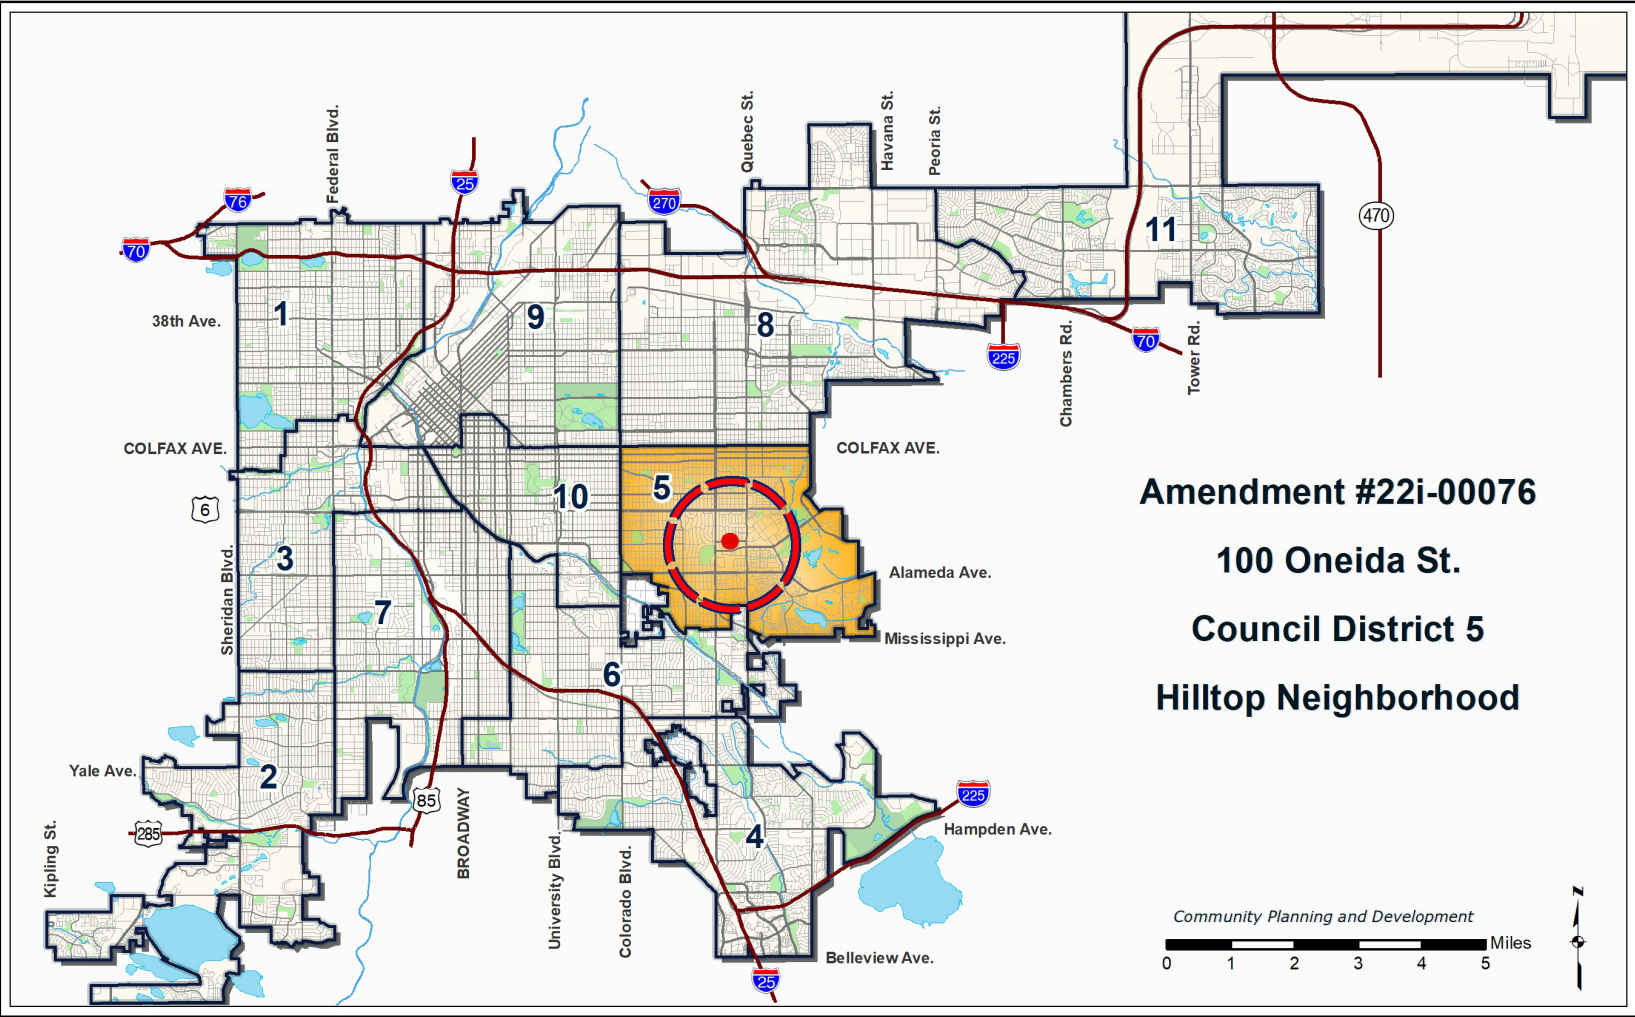 Federal Blvd.
Quebec St.
Havana St.
Peoria St.
76
25
270
70
470
11
1
9
8
38th Ave.
225
70
Chambers Rd.
Tower Rd.
COLFAX AVE.
COLFAX AVE.
5
10
6
Amendment #22i-00076
100 Oneida St.
Council District 5
Hilltop Neighborhood
3
Sheridan Blvd.
7
Alameda Ave.
Mississippi Ave.
6
Yale Ave.
2
85
BROADWAY
225
285
Kipling St.
4
Hampden Ave.
University Blvd.
Colorado Blvd.
Belleview Ave.
25
Community Planning and Development
Miles
0 1 2 3 4 5
N